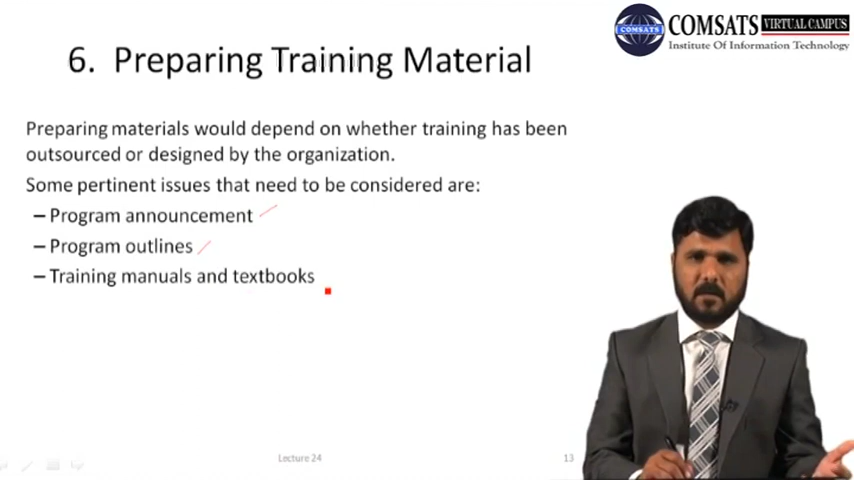 COMSATS VIRTUAL CAMPUS
COMSATS
Institute Of Information Technology
6. Preparing Training Material
Preparing materials would depend on whether training has been
outsourced or designed by the organization.
Some pertinent issues that need to be considered are:
– Program announcement
– Program outlines
– Training manuals and textbooks
Lecture 24
13